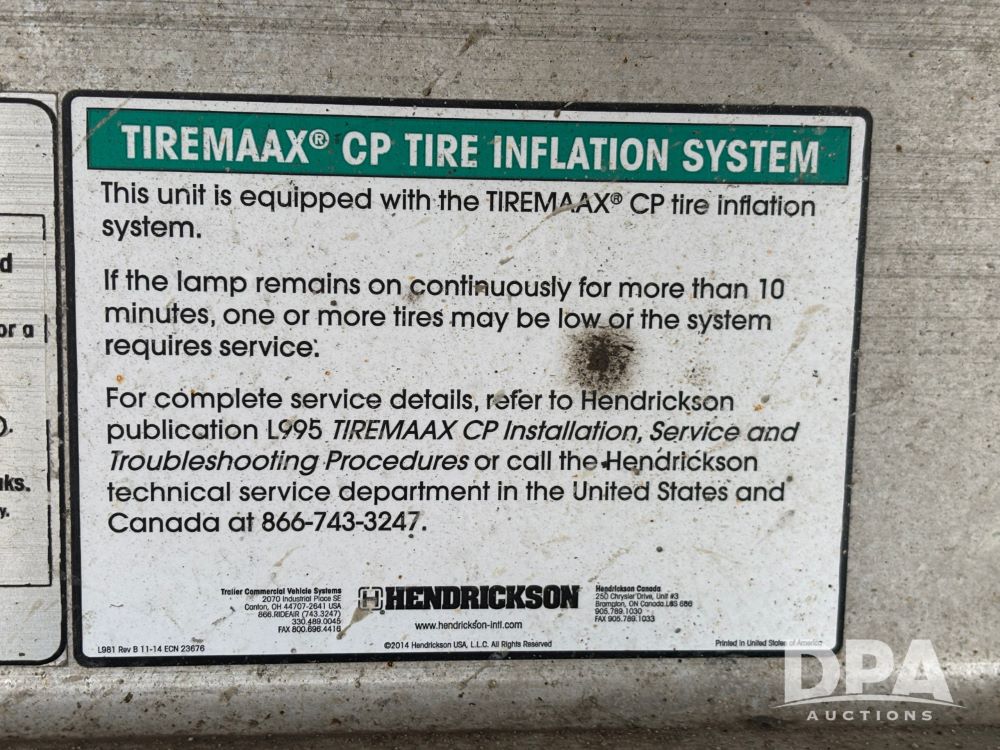 TIREMAAX® CP TIRE INFLATION SYSTEM
This unit is equipped with the TIREMAAX® CP tire inflation
system.
If the lamp remains on continuously for more than 10
minutes, one or more tires may be low or the system
requires service.
For complete service details, refer to Hendrickson
publication L995 TIREMAAX CP Installation, Service and
Troubleshooting Procedures or call the Hendrickson
technical service department in the United States and
Canada at 866-743-3247.
Trailer Commercial Vehicle Systems
2070 Industrial Place SE
Canton, OH 44707-2641 USA
866.RIDEAIR (743.3247)
330.489.0045
FAX 800.696.4416
HENDRICKSON
www.hendrickson-intl.com
Hendrickson Canada
250 Chrysler Drive, Unit #3
Brampton, ON Canada L6S 6B6
905.789.1030
FAX 905.789.1033
L981 Rev B 11-14 ECN 23676
©2014 Hendrickson USA, L.L.C. All Rights Reserved
Printed in United States of America
d
or a
).
ks.
y.
DPA
AUCTIONS